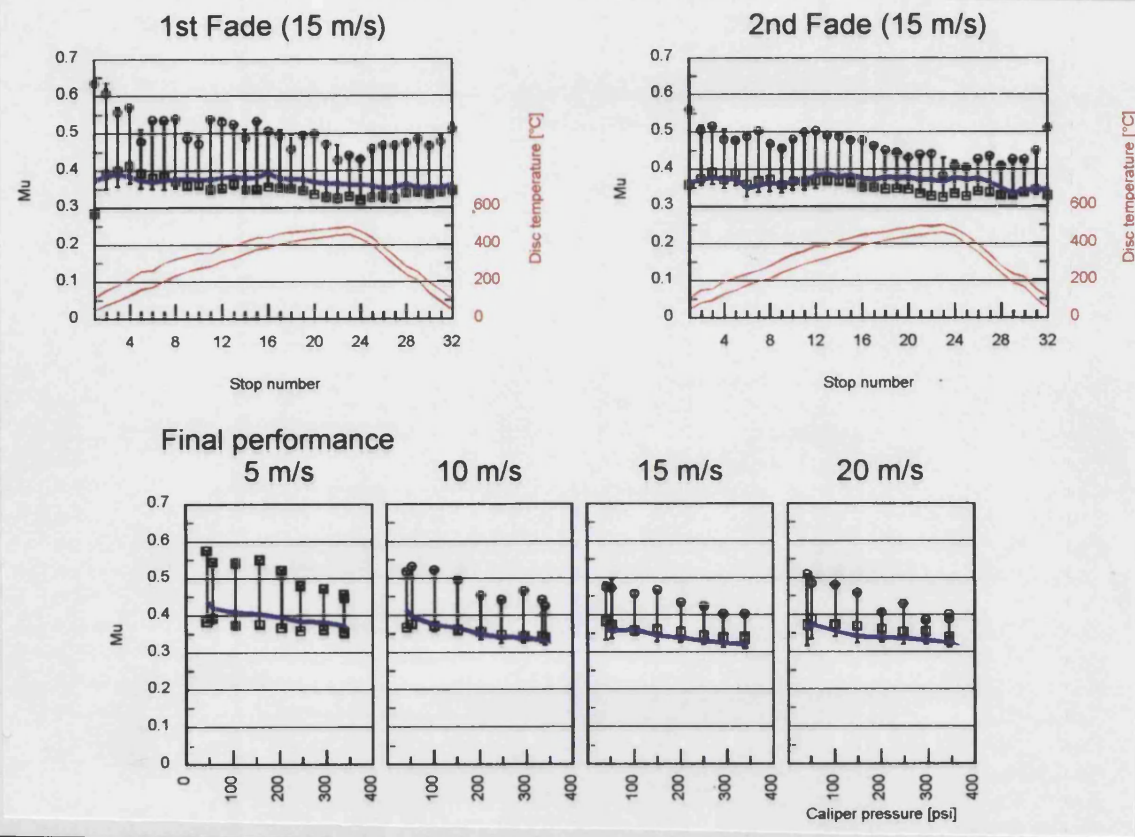 1st Fade (15 m/s)
0.7
0.6
0.5
0.4
0.3
0.2
0.1
0
Mu
600
400
200
0
Disc temperature [°C]
4 8 12 16 20 24 28 32
Stop number
2nd Fade (15 m/s)
0.7
0.6
0.5
0.4
0.3
0.2
0.1
0
Mu
600
400
200
0
Disc temperature [°C]
4 8 12 16 20 24 28 32
Stop number
Final performance
5 m/s 10 m/s 15 m/s 20 m/s
0.7
0.6
0.5
0.4
0.3
0.2
0.1
0
Mu
0 100 200 300 400 0 100 200 300 400 0 100 200 300 400 0 100 200 300 400
Caliper pressure [psi]